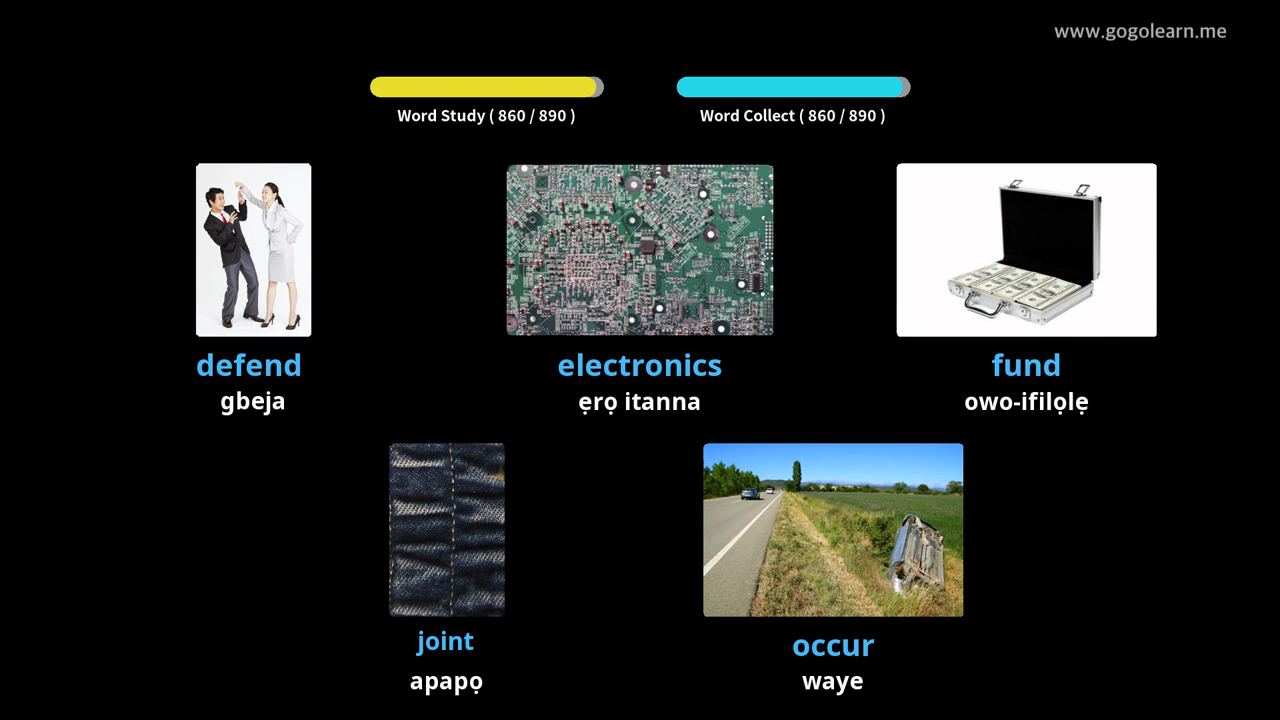 www.gogolearn.me
Word Study ( 860 / 890 )
Word Collect ( 860 / 890 )
defend
gbeja
electronics
ẹrọ itanna
fund
owo-ifilọlẹ
joint
apapọ
occur
waye